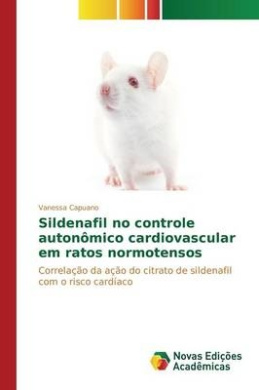 Vanessa Capuano
Sildenafil no controle
autonômico cardiovascular
em ratos normotensos
Correlação da ação do citrato de sildenafil
com o risco cardíaco
Novas Edições
Acadêmicas